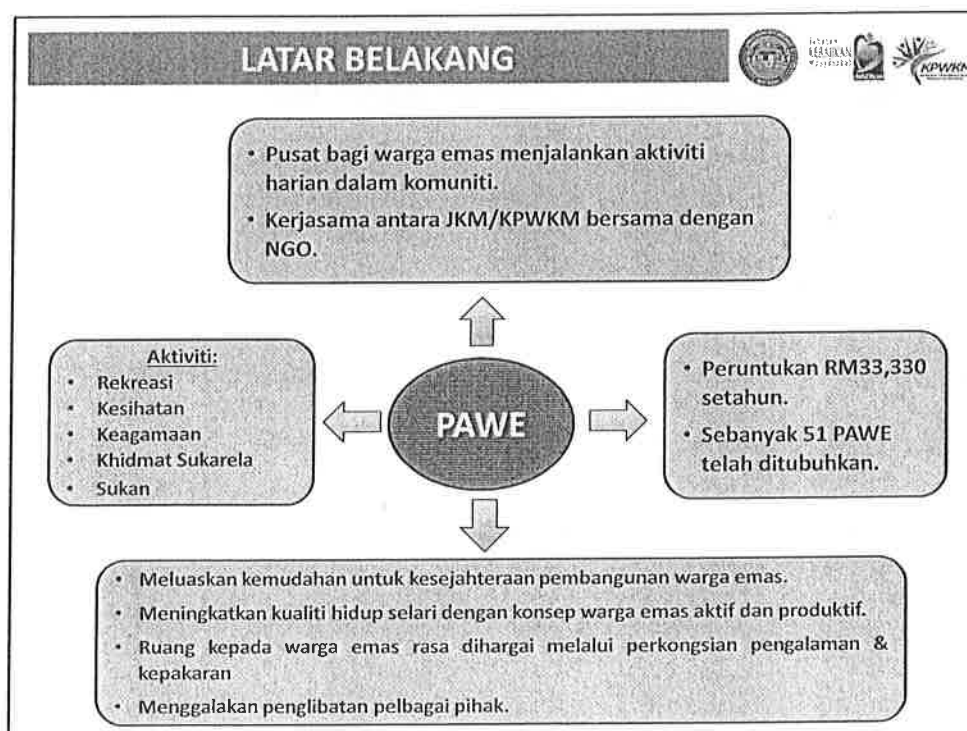 LATAR BELAKANG
KEBAJIKAN
KPWKM
• Pusat bagi warga emas menjalankan aktiviti
harian dalam komuniti.
• Kerjasama antara JKM/KPWKM bersama dengan
NGO.
Aktiviti:
• Rekreasi
• Kesihatan
• Keagamaan
• Khidmat Sukarela
• Sukan
PAWE
• Peruntukan RM33,330
setahun.
• Sebanyak 51 PAWE
telah ditubuhkan.
• Meluaskan kemudahan untuk kesejahteraan pembangunan warga emas.
• Meningkatkan kualiti hidup selari dengan konsep warga emas aktif dan produktif.
• Ruang kepada warga emas rasa dihargai melalui perkongsian pengalaman &
kepakaran
• Menggalakan penglibatan pelbagai pihak.